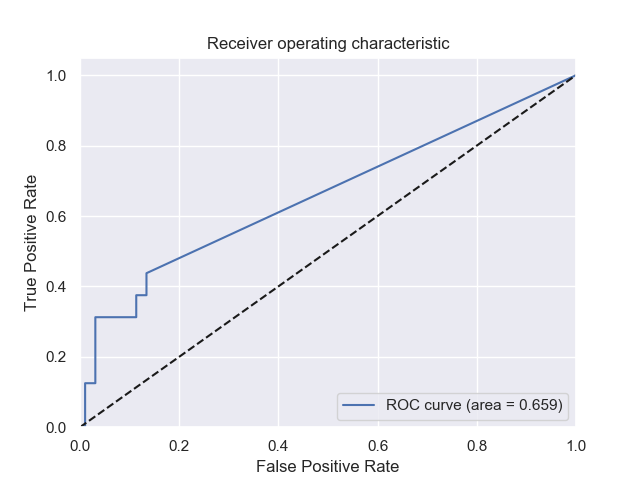 Receiver operating characteristic
True Positive Rate
1.0
0.8
0.6
0.4
0.2
0.0
ROC curve (area = 0.659)
0.0 0.2 0.4 0.6 0.8 1.0
False Positive Rate